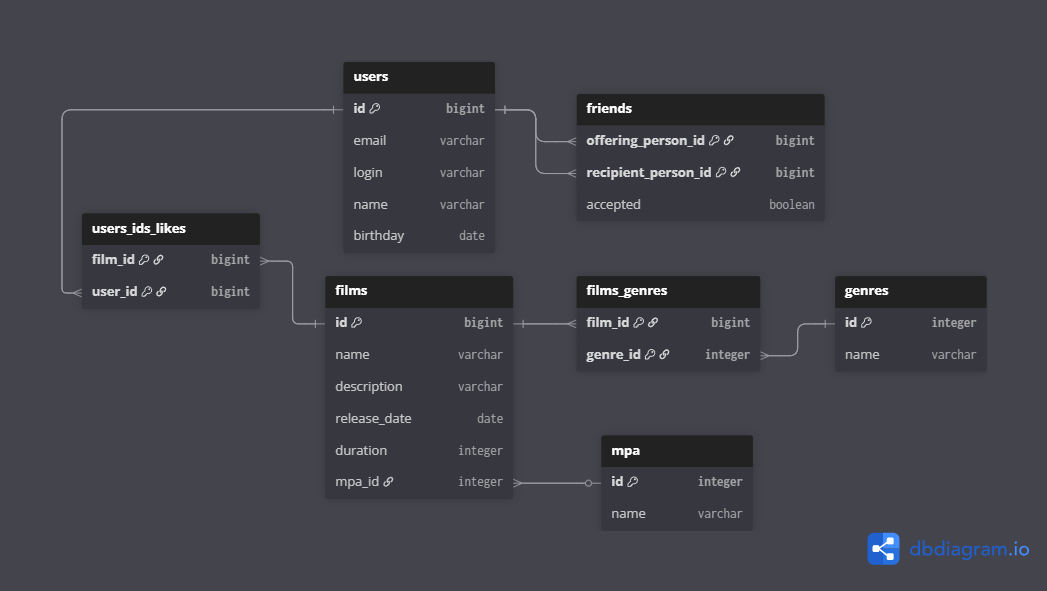 users
id bigint
email varchar
login varchar
name varchar
birthday date
friends
offering_person_id bigint
recipient_person_id bigint
accepted boolean
users_ids_likes
film_id bigint
user_id bigint
films
id bigint
name varchar
description varchar
release_date date
duration integer
mpa_id integer
films_genres
film_id bigint
genre_id integer
genres
id integer
name varchar
mpa
id integer
name varchar
dbdiagram.io